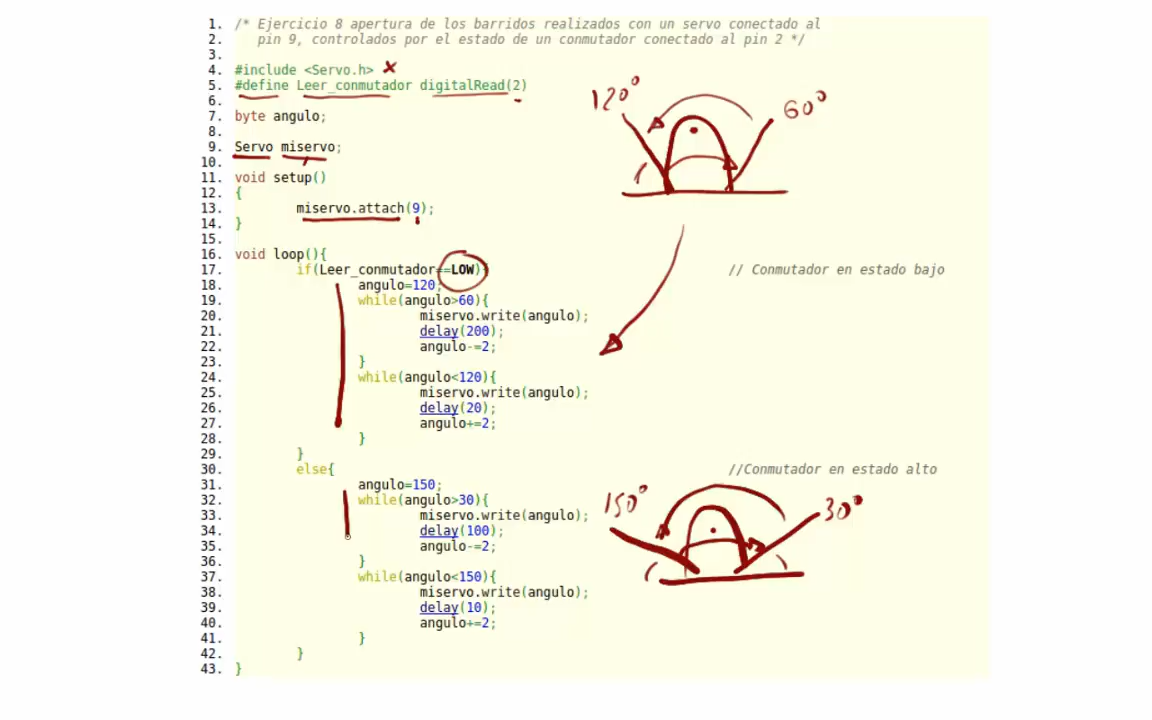 1. /* Ejercicio 8 apertura de los barridos realizados con un servo conectado al
2. pin 9, controlados por el estado de un conmutador conectado al pin 2 */
3.
4. #include <Servo.h>
5. #define Leer_conmutador digitalRead(2)
6.
7. byte angulo;
8.
9. Servo miservo;
10.
11. void setup()
12. {
13. miservo.attach(9);
14. }
15.
16. void loop(){
17. if(Leer_conmutador==LOW){ // Conmutador en estado bajo
18. angulo=120;
19. while(angulo>60){
20. miservo.write(angulo);
21. delay(200);
22. angulo-=2;
23. }
24. while(angulo<120){
25. miservo.write(angulo);
26. delay(20);
27. angulo+=2;
28. }
29. }
30. else{ //Conmutador en estado alto
31. angulo=150;
32. while(angulo>30){
33. miservo.write(angulo);
34. delay(100);
35. angulo-=2;
36. }
37. while(angulo<150){
38. miservo.write(angulo);
39. delay(10);
40. angulo+=2;
41. }
42. }
43. }
120° 60°
150° 30°